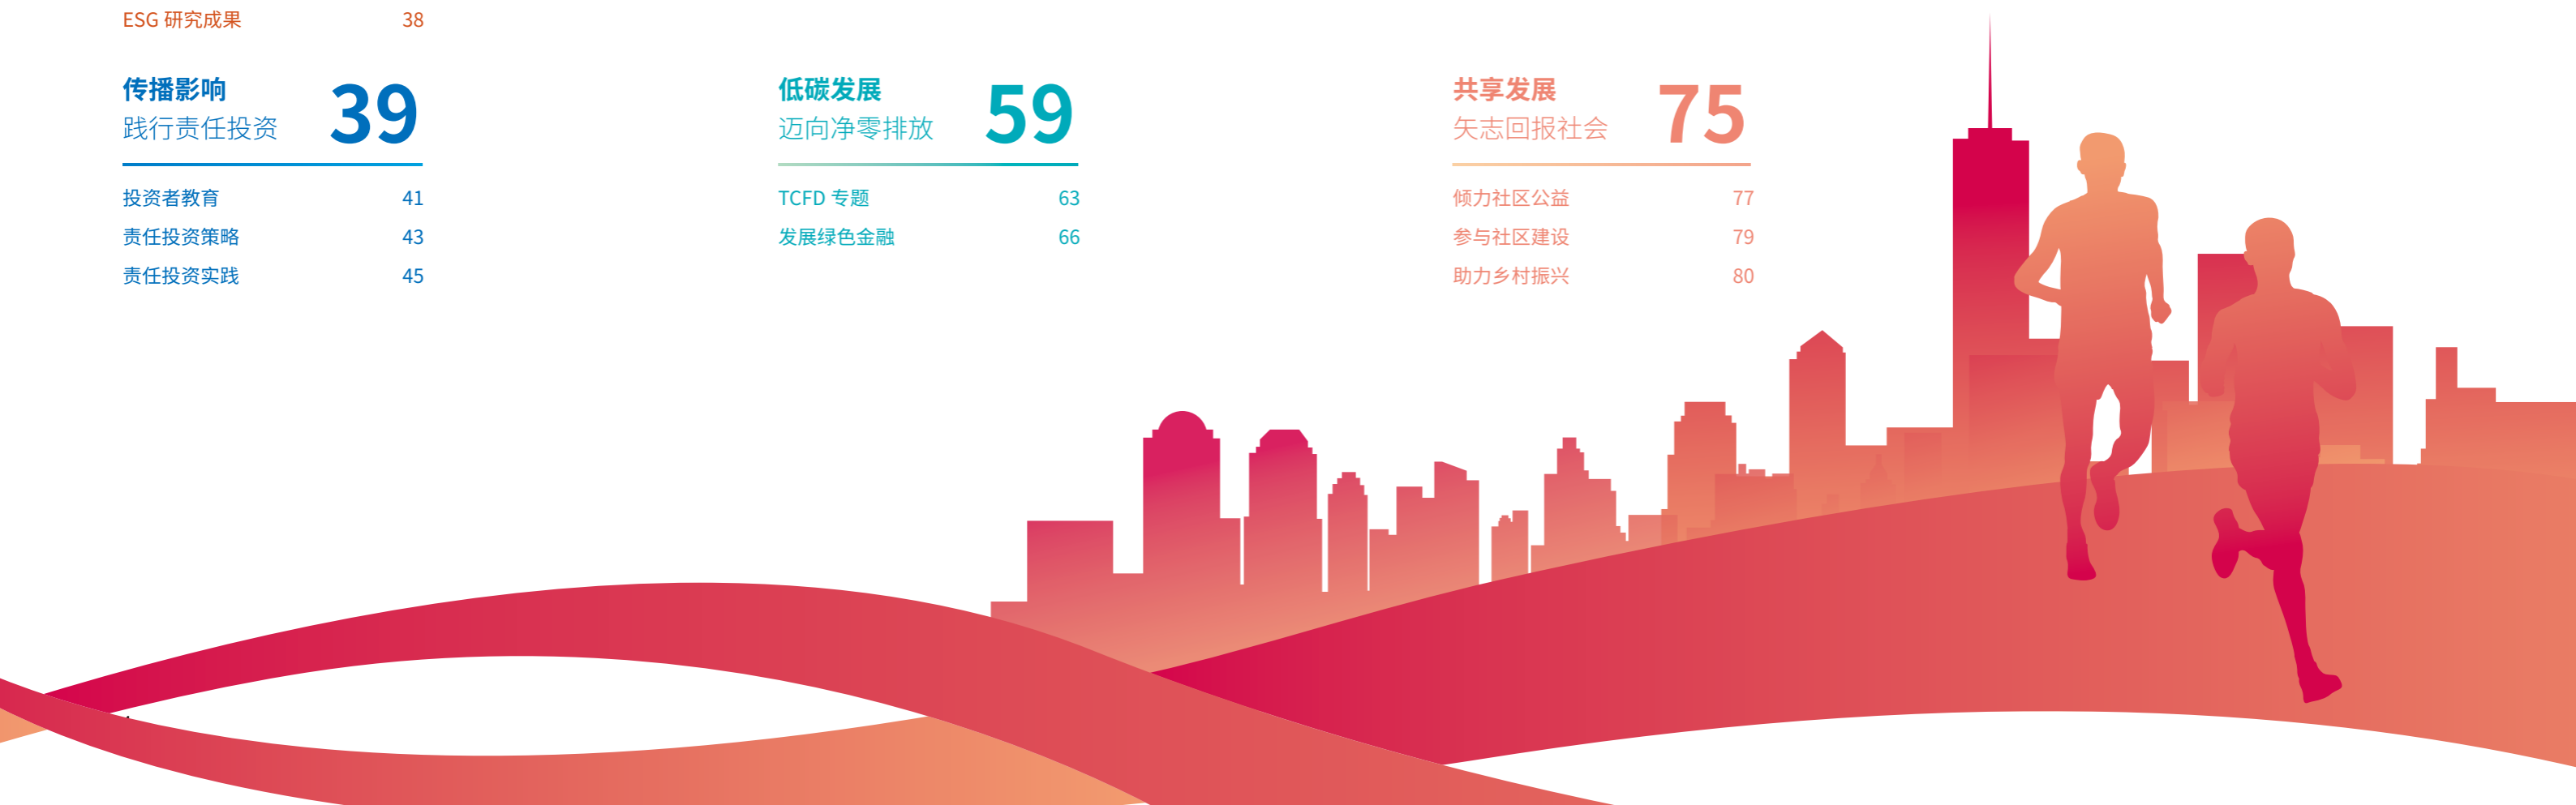 ESG 研究成果 38
传播影响
践行责任投资 39
投资者教育 41
责任投资策略 43
责任投资实践 45
低碳发展
迈向净零排放 59
TCFD 专题 63
发展绿色金融 66
共享发展
矢志回报社会 75
倾力社区公益 77
参与社区建设 79
助力乡村振兴 80